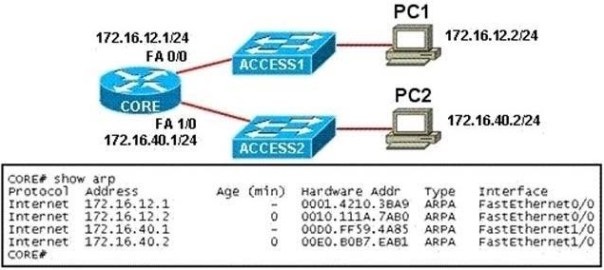 172.16.12.1/24
FA 0/0
ACCESS1
PC1
172.16.12.2/24
CORE
FA 1/0
172.16.40.1/24
ACCESS2
PC2
172.16.40.2/24
CORE# show arp
Protocol Address Age (min) Hardware Addr Type Interface
Internet 172.16.12.1 - 0001.4210.3BA9 ARPA FastEthernet0/0
Internet 172.16.12.2 0 0010.111A.7AB0 ARPA FastEthernet0/0
Internet 172.16.40.1 - 00D0.FF59.4A85 ARPA FastEthernet1/0
Internet 172.16.40.2 0 00E0.B0B7.EAB1 ARPA FastEthernet1/0
CORE#